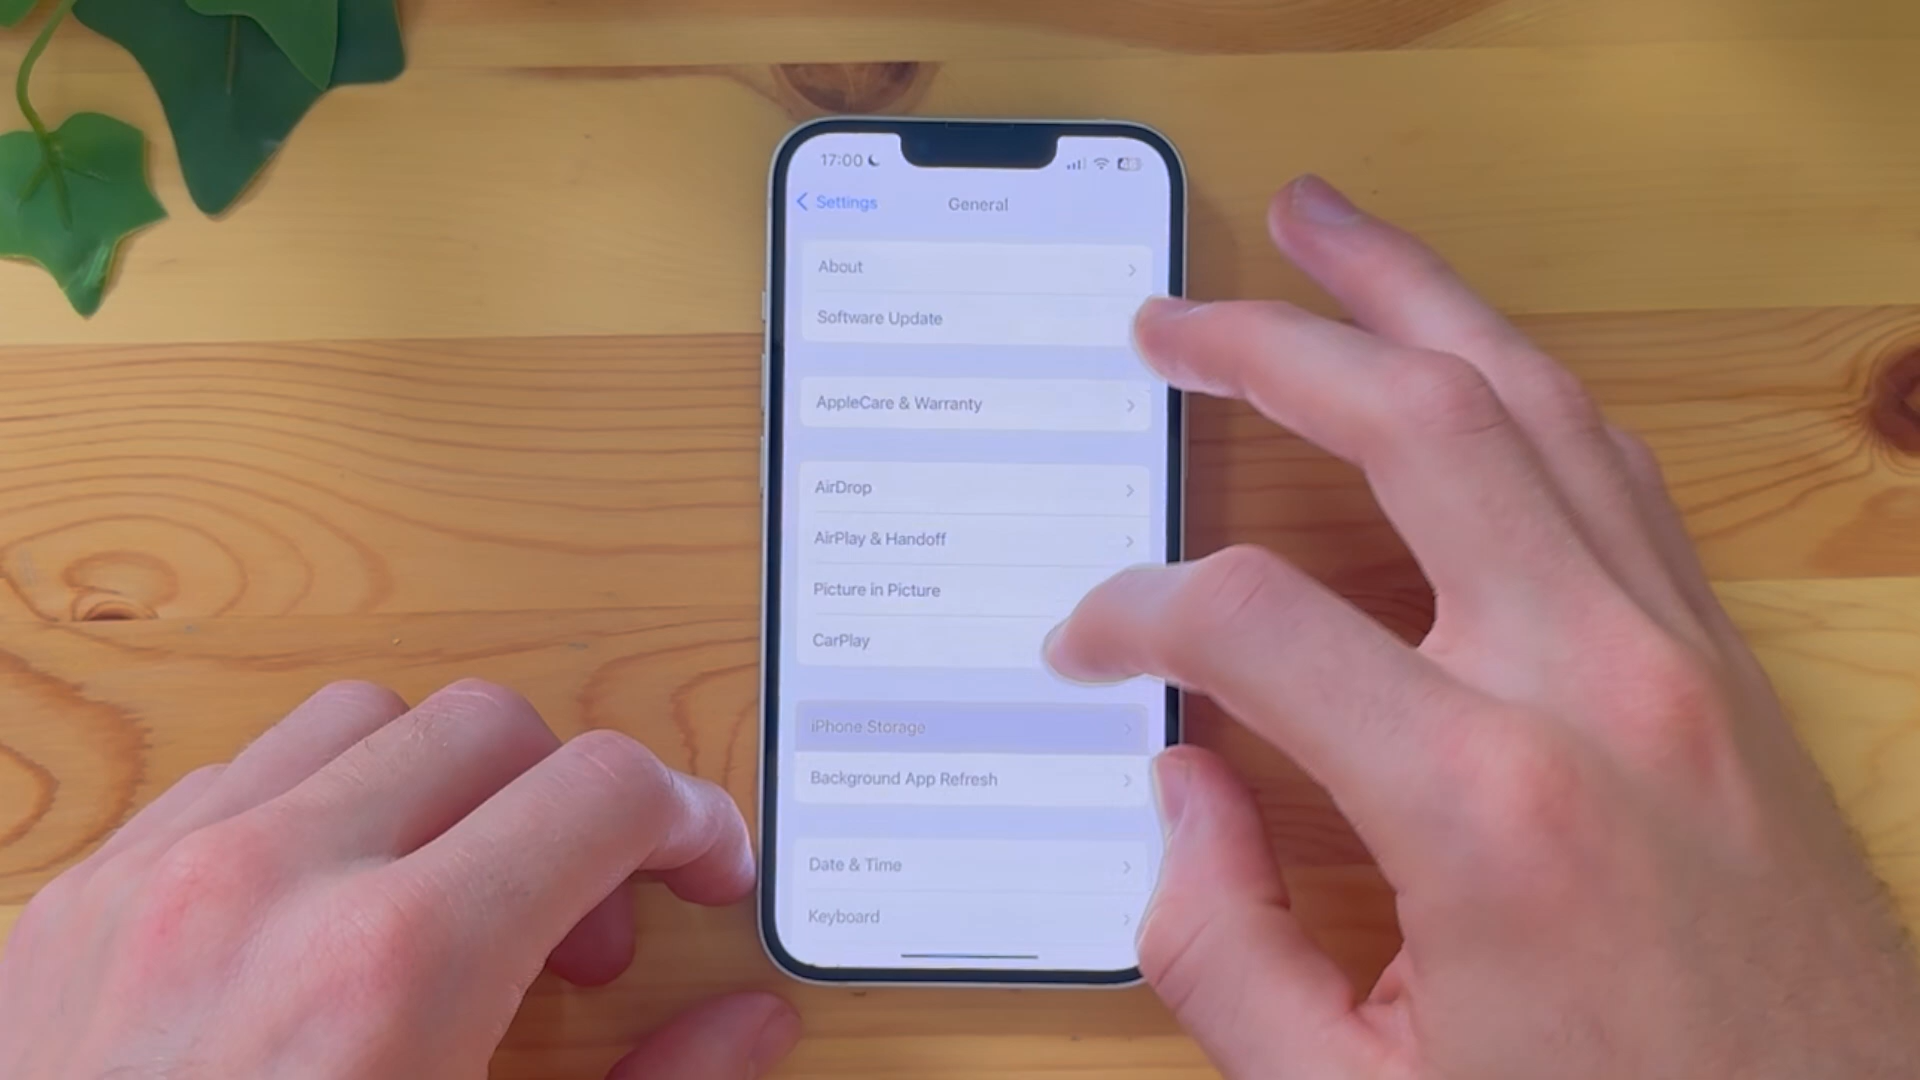 17:00
Settings
General
About
Software Update
AppleCare & Warranty
AirDrop
AirPlay & Handoff
Picture in Picture
CarPlay
iPhone Storage
Background App Refresh
Date & Time
Keyboard